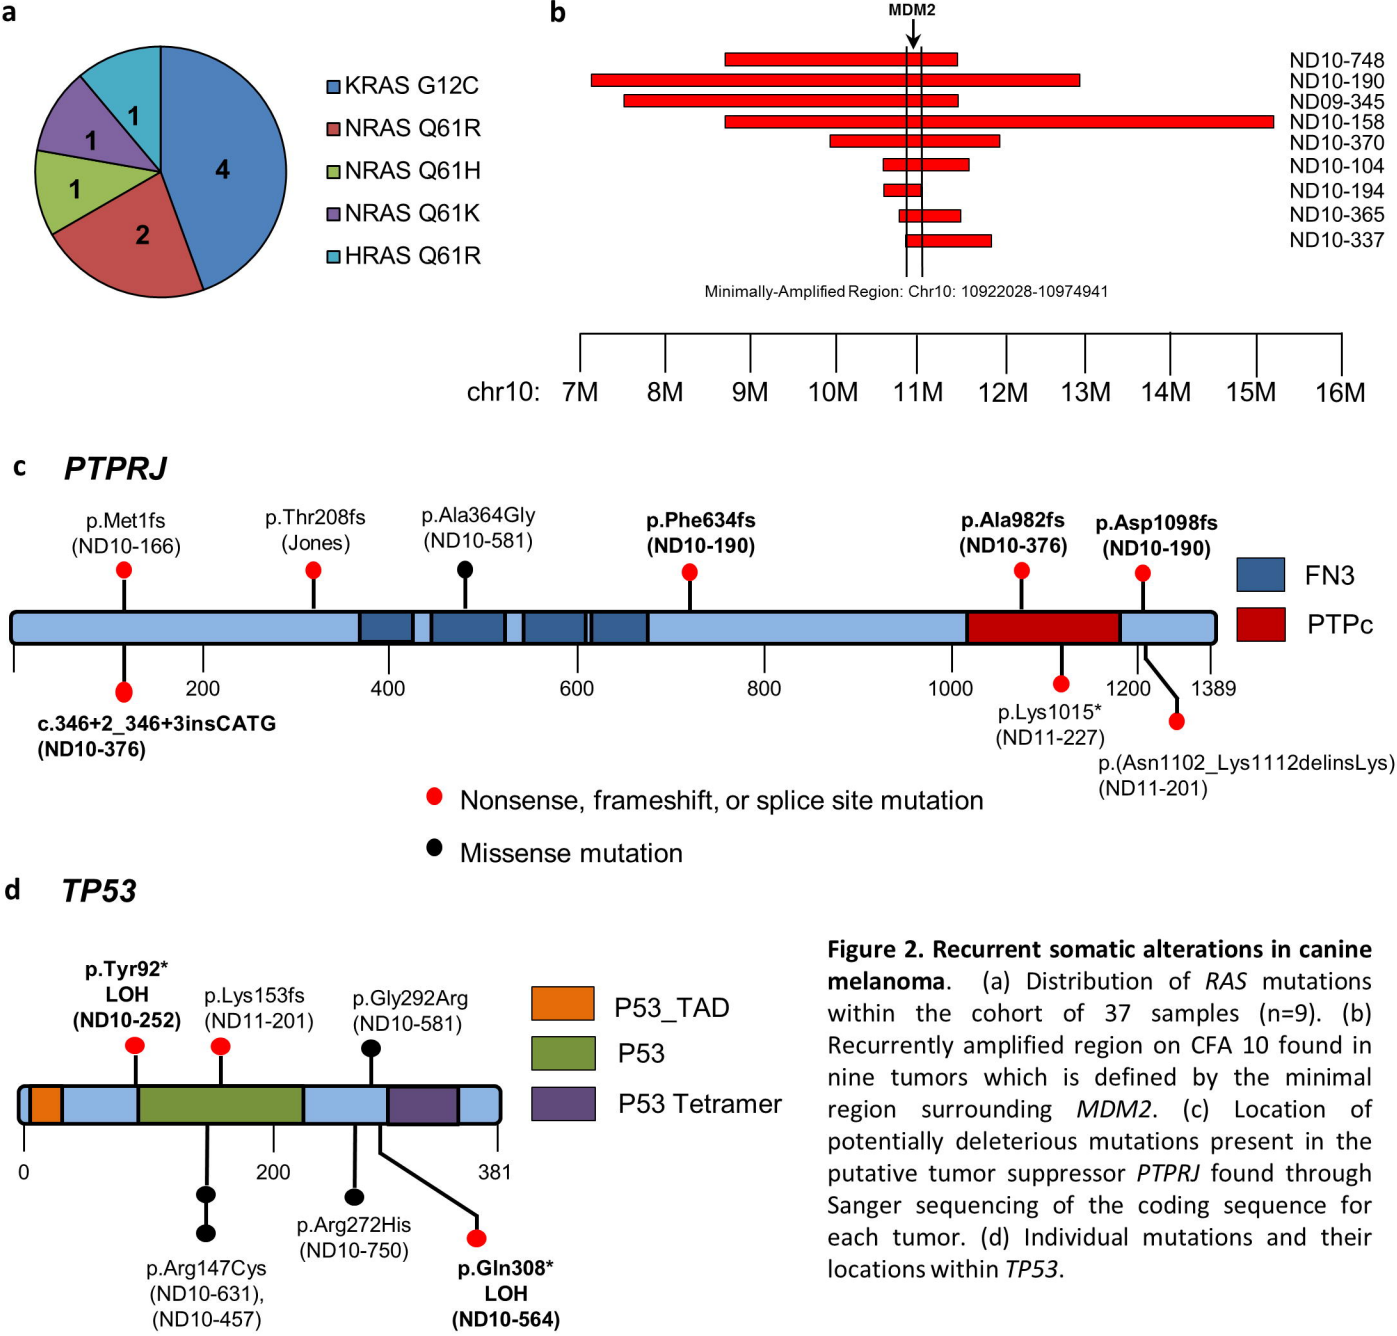 a
4
2
1
1
1
KRAS G12C
NRAS Q61R
NRAS Q61H
NRAS Q61K
HRAS Q61R
b
MDM2
ND10-748
ND10-190
ND09-345
ND10-158
ND10-370
ND10-104
ND10-194
ND10-365
ND10-337
Minimally-Amplified Region: Chr10: 10922028-10974941
chr10: 7M 8M 9M 10M 11M 12M 13M 14M 15M 16M
c PTPRJ
p.Met1fs
(ND10-166)
p.Thr208fs
(Jones)
p.Ala364Gly
(ND10-581)
p.Phe634fs
(ND10-190)
p.Ala982fs
(ND10-376)
p.Asp1098fs
(ND10-190)
FN3
PTPc
200 400 600 800 1000 1200 1389
c.346+2_346+3insCATG
(ND10-376)
p.Lys1015*
(ND11-227)
p.(Asn1102_Lys1112delinsLys)
(ND11-201)
Nonsense, frameshift, or splice site mutation
Missense mutation
d TP53
p.Tyr92*
LOH
(ND10-252)
p.Lys153fs
(ND11-201)
p.Gly292Arg
(ND10-581)
P53_TAD
P53
P53 Tetramer
0 200 381
p.Arg147Cys
(ND10-631),
(ND10-457)
p.Arg272His
(ND10-750)
p.Gln308*
LOH
(ND10-564)
Figure 2. Recurrent somatic alterations in canine
melanoma. (a) Distribution of RAS mutations
within the cohort of 37 samples (n=9). (b)
Recurrently amplified region on CFA 10 found in
nine tumors which is defined by the minimal
region surrounding MDM2. (c) Location of
potentially deleterious mutations present in the
putative tumor suppressor PTPRJ found through
Sanger sequencing of the coding sequence for
each tumor. (d) Individual mutations and their
locations within TP53.